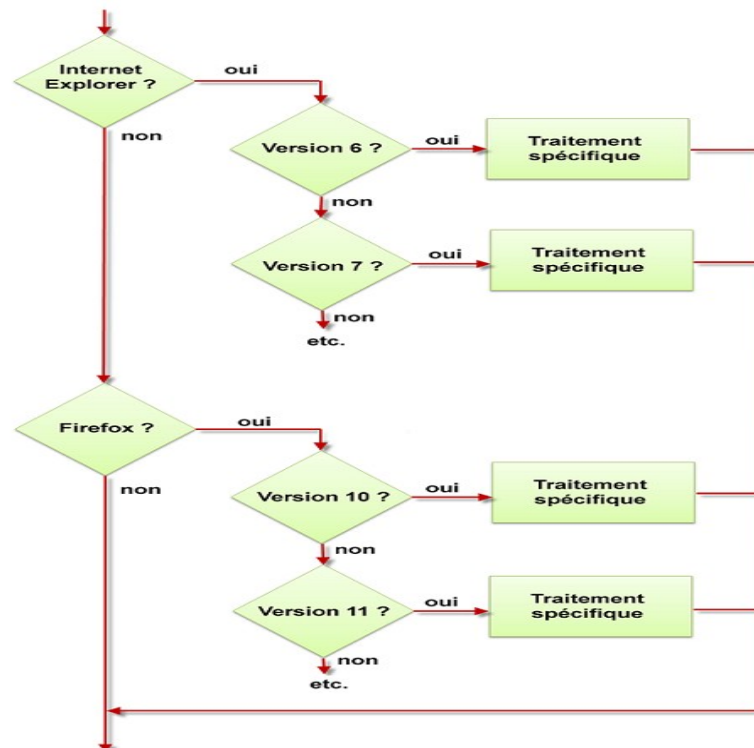 Internet
Explorer ?
oui
non
Version 6 ?
oui
Traitement
spécifique
non
Version 7 ?
oui
Traitement
spécifique
non
etc.
Firefox ?
oui
non
Version 10 ?
oui
Traitement
spécifique
non
Version 11 ?
oui
Traitement
spécifique
non
etc.